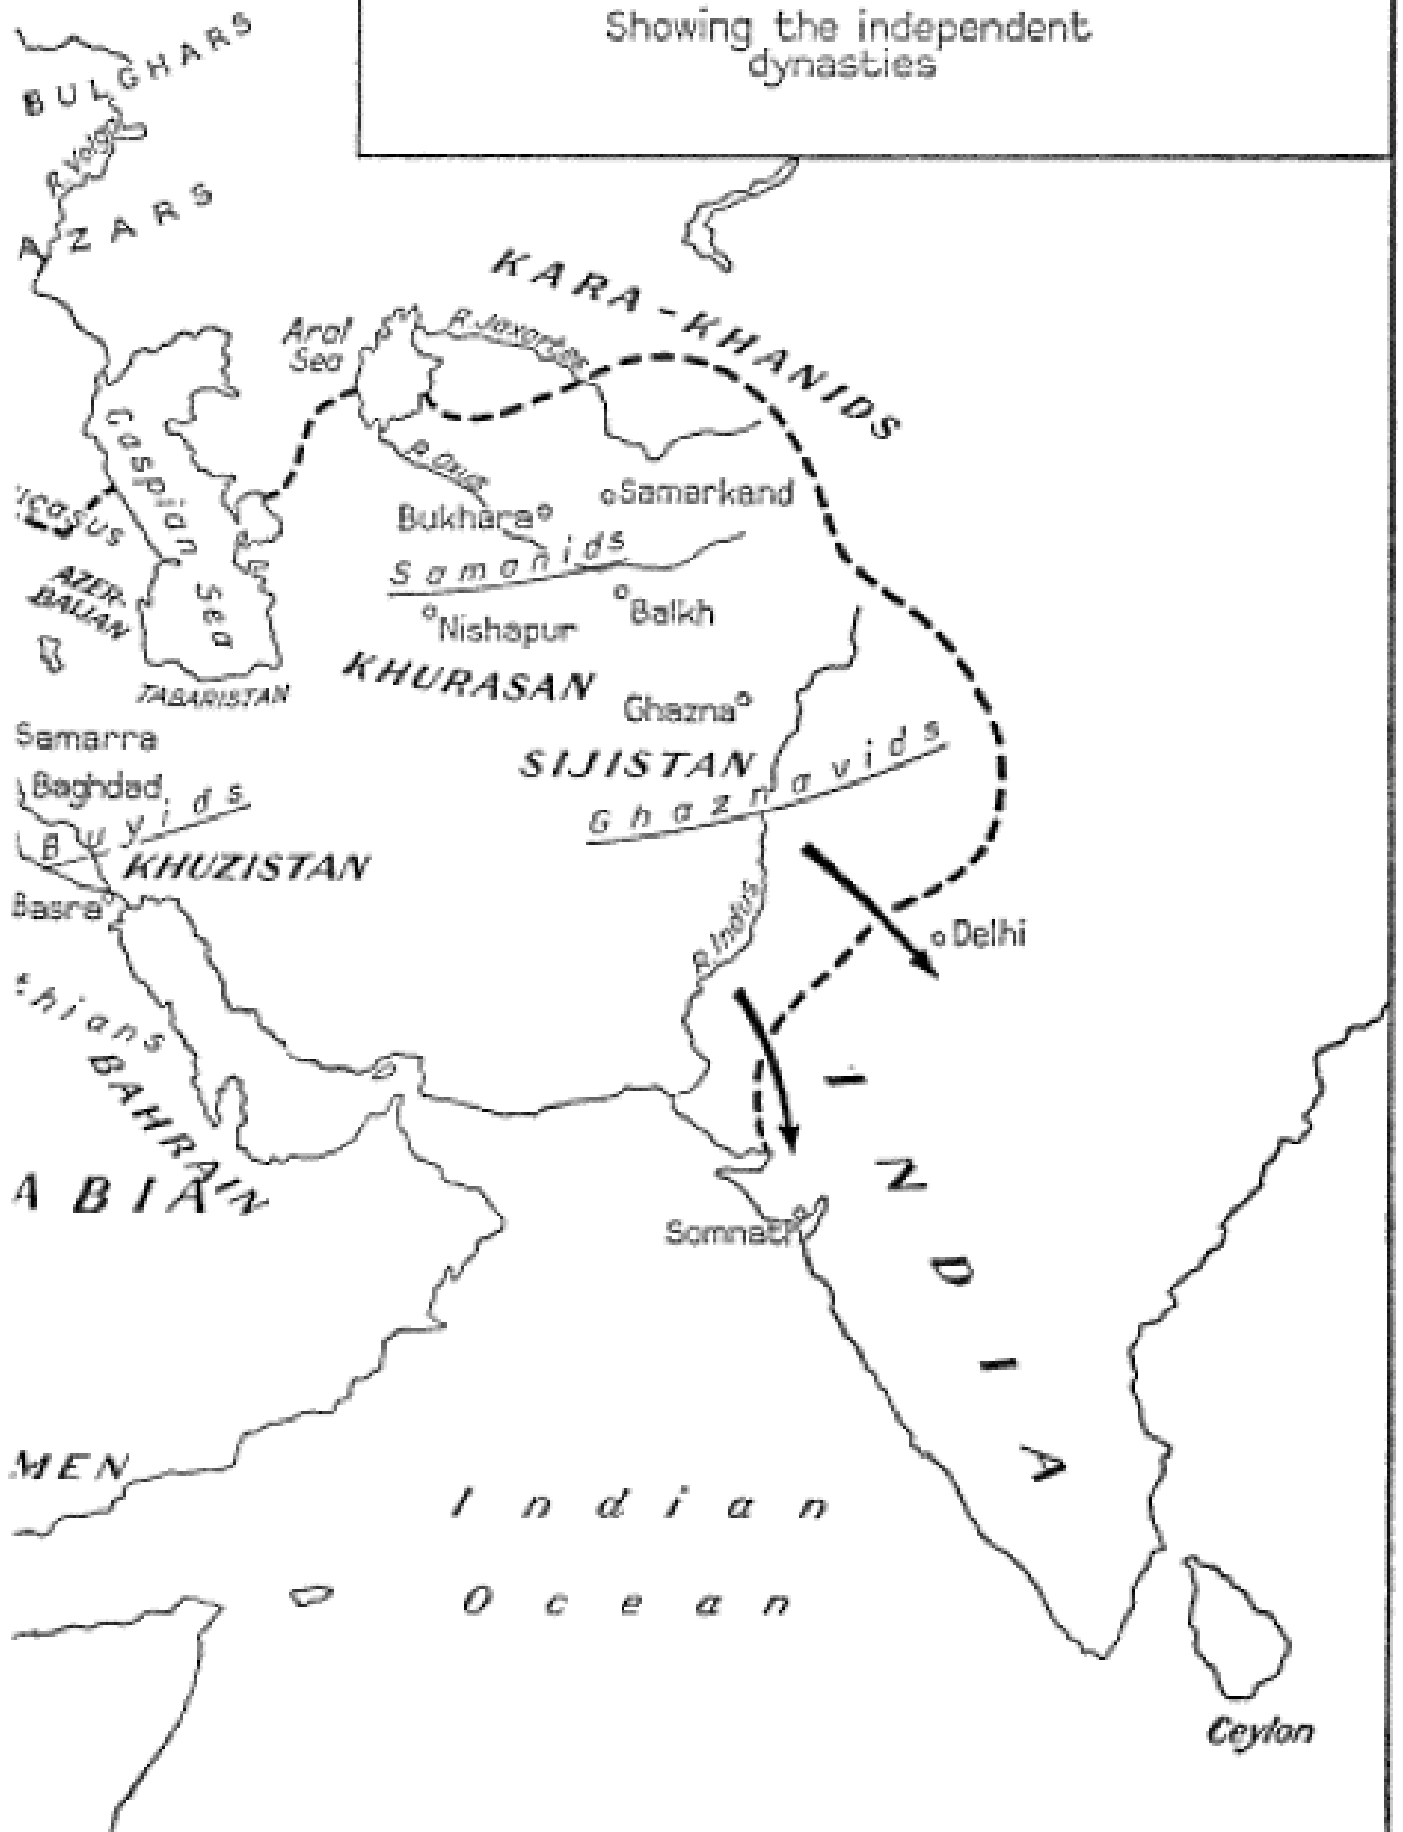 Showing the independent
dynasties
BULGHARS
R. Volga
AZARS
KARA-KHANIDS
Aral
Sea
R. Jaxartes
Caspian Sea
R. Oxus
Samarkand
Bukhara
Samanids
AZER-
BAIJAN
Balkh
Nishapur
KHURASAN
TABARISTAN
Ghazna
Samarra
SIJISTAN
Baghdad
Ghaznavids
Buyids
KHUZISTAN
Basra
R. Indus
Delhi
thians
BAHRAIN
INDIA
ABIA
Somnath
MEN
Indian
Ocean
Ceylon